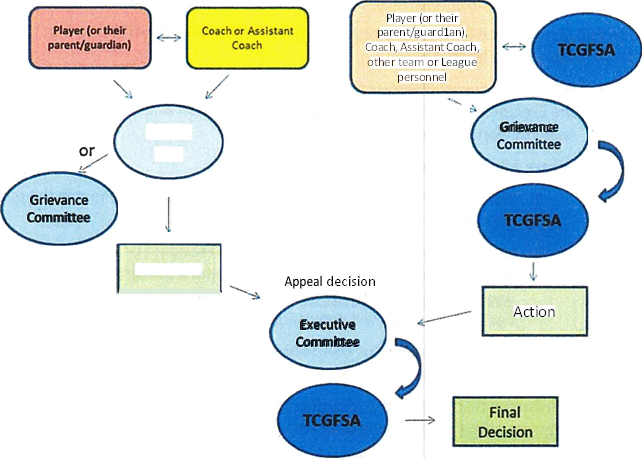 Player (or their
parent/guardian)
Coach or Assistant
Coach
Player (or their
parent/guard1an),
Coach, Assistant Coach,
other team or League
personnel
TCGFSA
or
Grievance
Committee
Grievance
Committee
TCGFSA
Action
Appeal decision
Executive
Committee
TCGFSA
Final
Decision